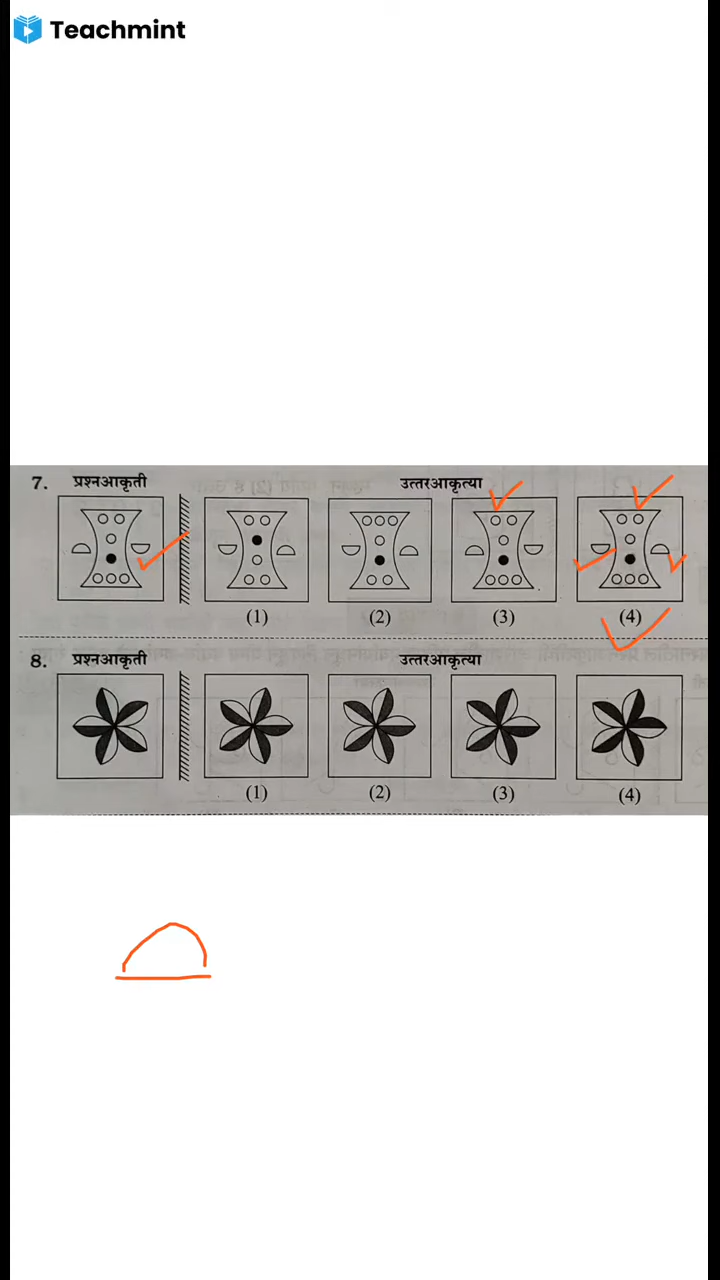 Teachmint
7. प्रश्नआकृती उत्तरआकृत्या
(1) (2) (3) (4)
8. प्रश्नआकृती उत्तरआकृत्या
(1) (2) (3) (4)